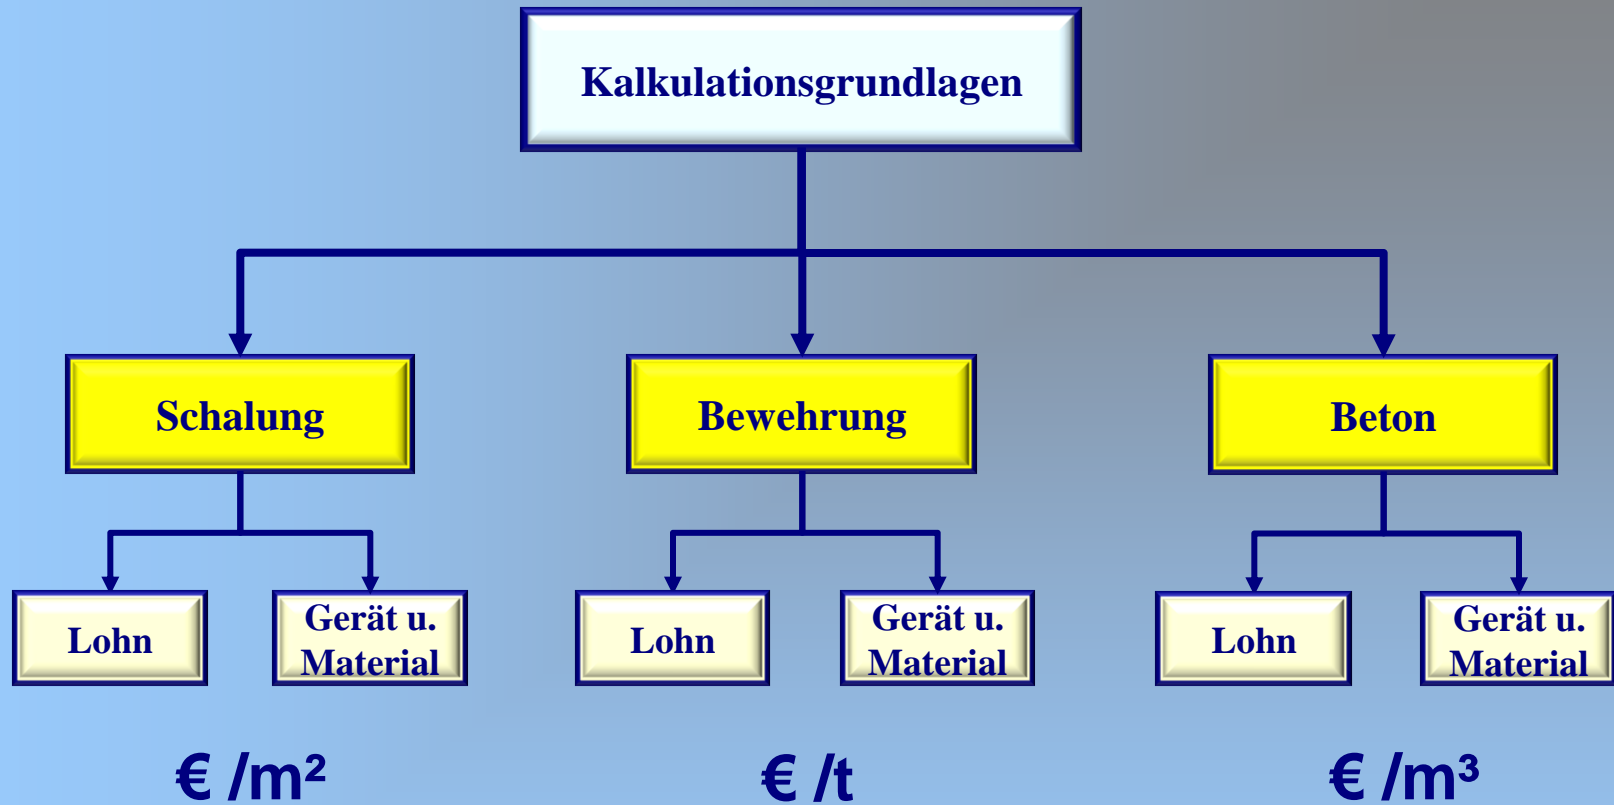 Kalkulationsgrundlagen
Schalung
Bewehrung
Beton
Lohn
Gerät u.
Material
Lohn
Gerät u.
Material
Lohn
Gerät u.
Material
€ /m²
€ /t
€ /m³